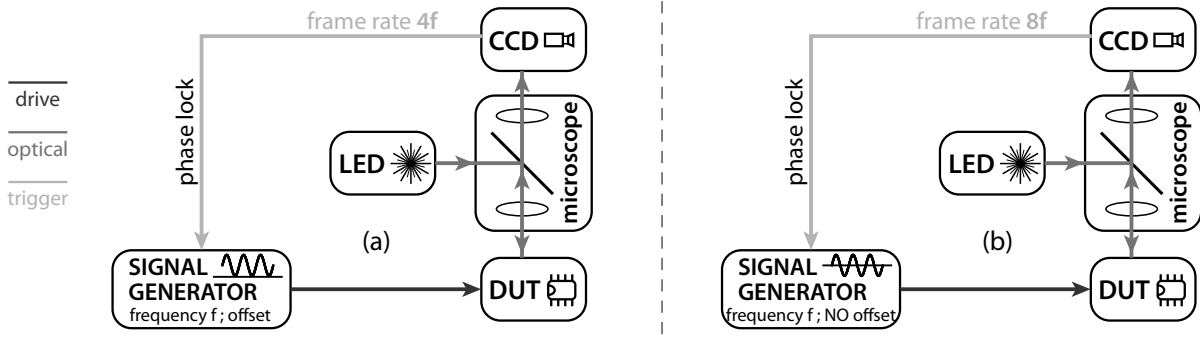 drive
optical
trigger
frame rate 4f
CCD
phase lock
LED
microscope
(a)
SIGNAL
GENERATOR
frequency f ; offset
DUT
frame rate 8f
CCD
phase lock
LED
microscope
(b)
SIGNAL
GENERATOR
frequency f ; NO offset
DUT